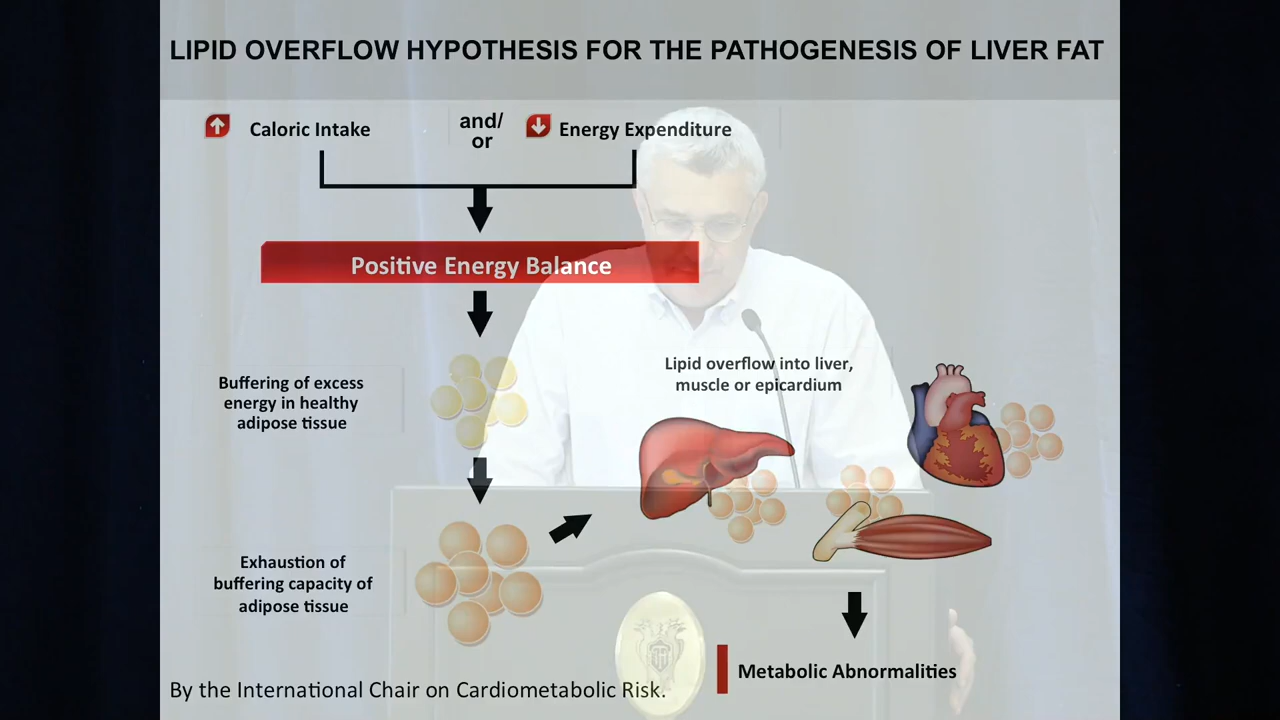 LIPID OVERFLOW HYPOTHESIS FOR THE PATHOGENESIS OF LIVER FAT
Caloric Intake
and/
or
Energy Expenditure
Positive Energy Balance
Buffering of excess
energy in healthy
adipose tissue
Lipid overflow into liver,
muscle or epicardium
Exhaustion of
buffering capacity of
adipose tissue
Metabolic Abnormalities
By the International Chair on Cardiometabolic Risk.